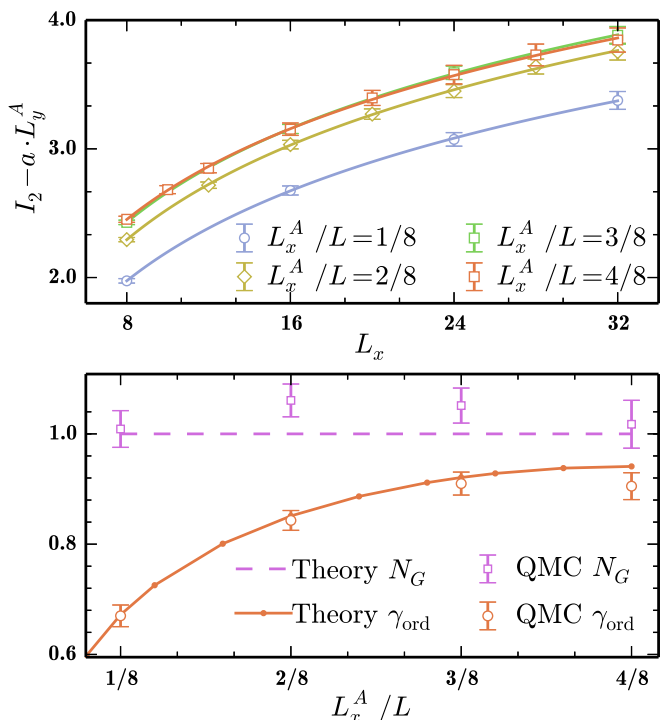 4.0
3.0
2.0
I₂ − a · L_y^A
L_x^A /L=1/8
L_x^A /L=3/8
L_x^A /L=2/8
L_x^A /L=4/8
8 16 24 32
L_x
1.0
0.8
0.6
Theory N_G
QMC N_G
Theory γ_ord
QMC γ_ord
1/8 2/8 3/8 4/8
L_x^A /L